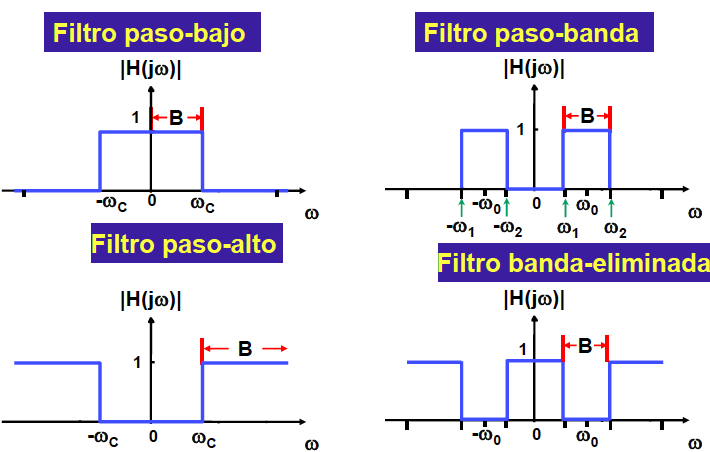 Filtro paso-bajo
|H(jω)|
1
B
-ωC
0
ωC
ω
Filtro paso-banda
|H(jω)|
1
B
-ω0
0
ω0
ω
-ω1
-ω2
ω1
ω2
Filtro paso-alto
|H(jω)|
1
B
-ωC
0
ωC
ω
Filtro banda-eliminada
|H(jω)|
1
B
-ω0
0
ω0
ω